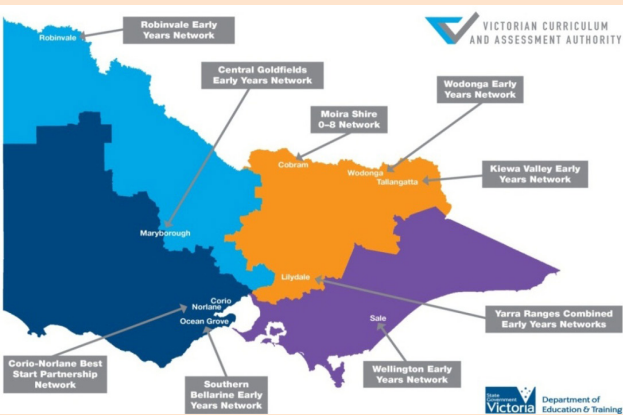 Robinvale Early
Years Network
VICTORIAN CURRICULUM
AND ASSESSMENT AUTHORITY
Robinvale
Central Goldfields
Early Years Network
Wodonga Early
Years Network
Moira Shire
0–8 Network
Cobram
Wodonga
Tallangatta
Kiewa Valley Early
Years Network
Maryborough
Lilydale
Corio
Norlane
Ocean Grove
Sale
Yarra Ranges Combined
Early Years Networks
Corio-Norlane Best
Start Partnership
Network
Southern
Bellarine Early
Years Network
Wellington Early
Years Network
State
Government
Victoria
Department of
Education & Training